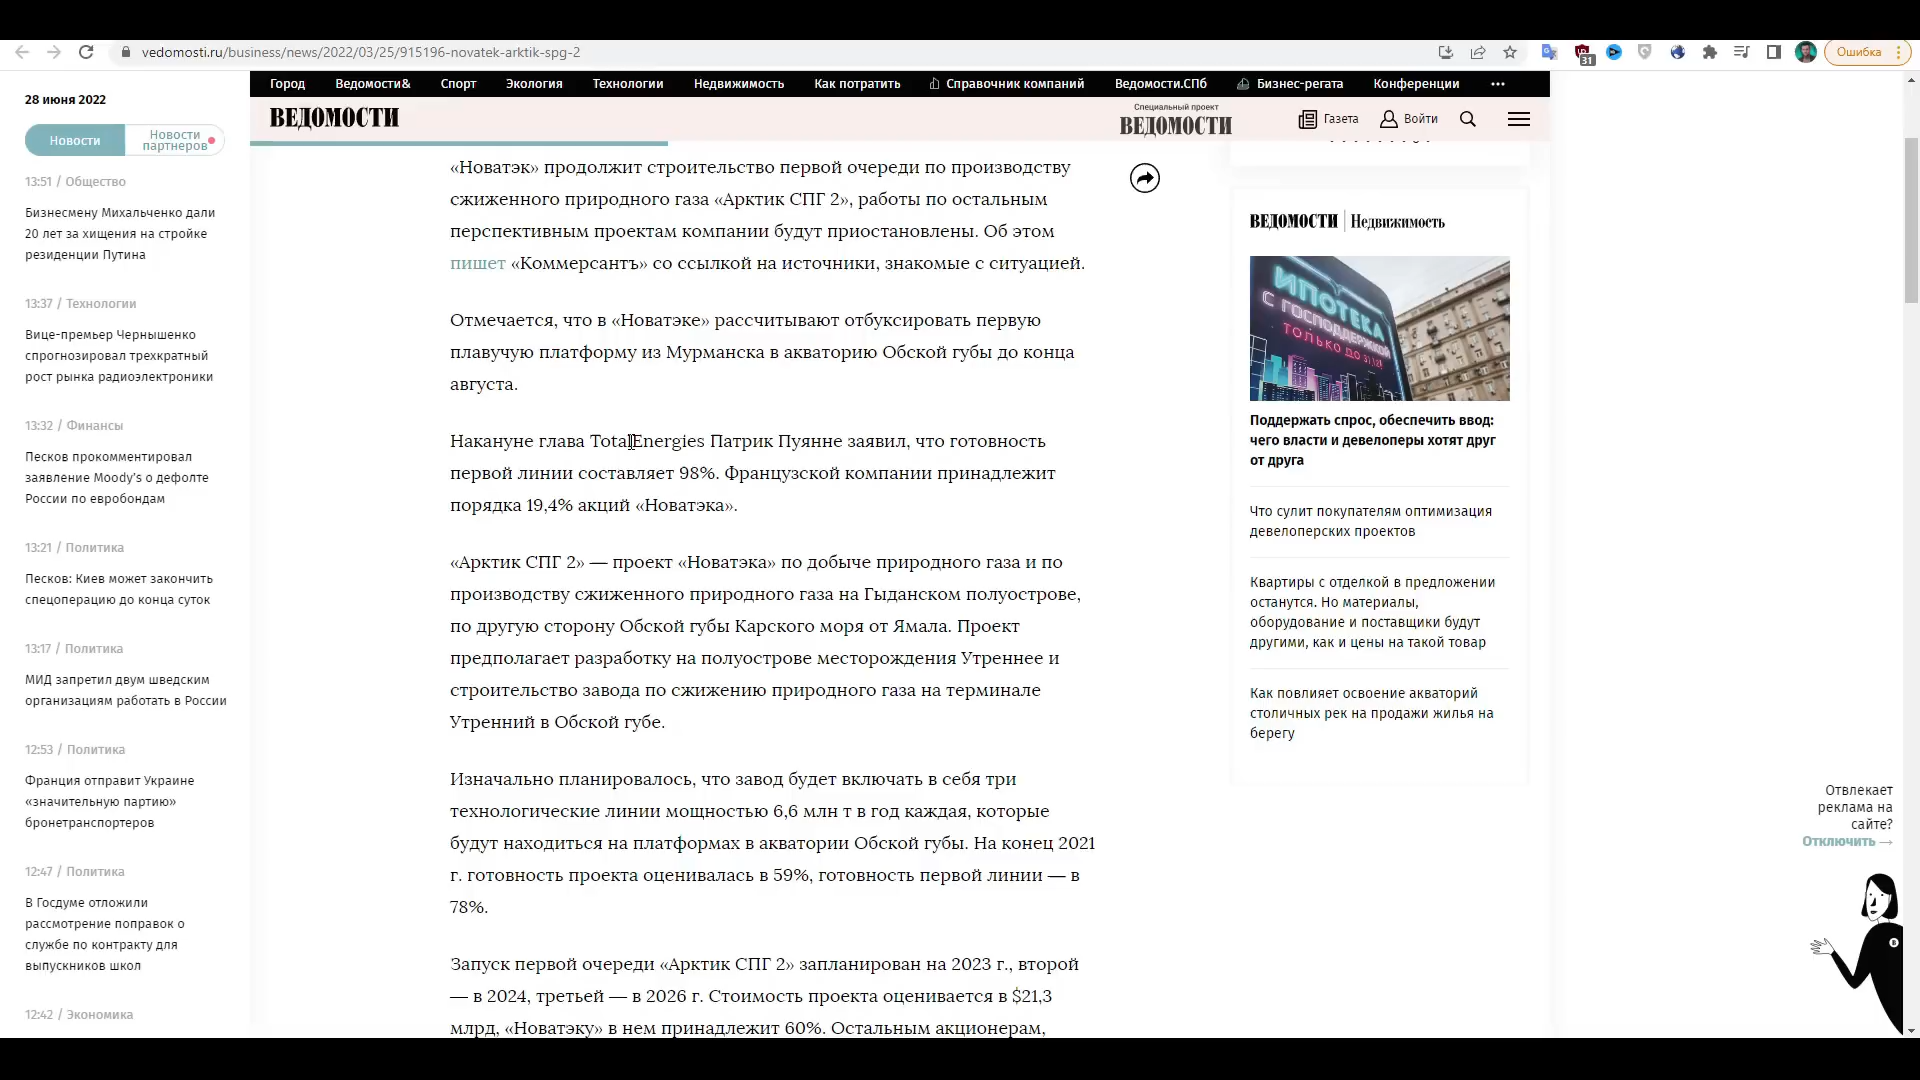 vedomosti.ru/business/news/2022/03/25/915196-novatek-arktik-spg-2
31
Ошибка
Город Ведомости& Спорт Экология Технологии Недвижимость Как потратить Справочник компаний Ведомости.СПб Бизнес-регата Конференции
28 июня 2022
Новости
Новости
партнеров
ВЕДОМОСТИ
Специальный проект
ВЕДОМОСТИ
Газета
Войти
13:51 / Общество
Бизнесмену Михальченко дали
20 лет за хищения на стройке
резиденции Путина
13:37 / Технологии
Вице-премьер Чернышенко
спрогнозировал трехкратный
рост рынка радиоэлектроники
13:32 / Финансы
Песков прокомментировал
заявление Moody's о дефолте
России по евробондам
13:21 / Политика
Песков: Киев может закончить
спецоперацию до конца суток
13:17 / Политика
МИД запретил двум шведским
организациям работать в России
12:53 / Политика
Франция отправит Украине
«значительную партию»
бронетранспортеров
12:47 / Политика
В Госдуме отложили
рассмотрение поправок о
службе по контракту для
выпускников школ
12:42 / Экономика
«Новатэк» продолжит строительство первой очереди по производству
сжиженного природного газа «Арктик СПГ 2», работы по остальным
перспективным проектам компании будут приостановлены. Об этом
пишет «Коммерсантъ» со ссылкой на источники, знакомые с ситуацией.
Отмечается, что в «Новатэке» рассчитывают отбуксировать первую
плавучую платформу из Мурманска в акваторию Обской губы до конца
августа.
Накануне глава TotalEnergies Патрик Пуянне заявил, что готовность
первой линии составляет 98%. Французской компании принадлежит
порядка 19,4% акций «Новатэка».
«Арктик СПГ 2» — проект «Новатэка» по добыче природного газа и по
производству сжиженного природного газа на Гыданском полуострове,
по другую сторону Обской губы Карского моря от Ямала. Проект
предполагает разработку на полуострове месторождения Утреннее и
строительство завода по сжижению природного газа на терминале
Утренний в Обской губе.
Изначально планировалось, что завод будет включать в себя три
технологические линии мощностью 6,6 млн т в год каждая, которые
будут находиться на платформах в акватории Обской губы. На конец 2021
г. готовность проекта оценивалась в 59%, готовность первой линии — в
78%.
Запуск первой очереди «Арктик СПГ 2» запланирован на 2023 г., второй
— в 2024, третьей — в 2026 г. Стоимость проекта оценивается в $21,3
млрд, «Новатэку» в нем принадлежит 60%. Остальным акционерам,
ВЕДОМОСТИ Недвижимость
ИПОТЕКА
С ГОСПОДДЕРЖКОЙ
ТОЛЬКО ДО 31.12!
Поддержать спрос, обеспечить ввод:
чего власти и девелоперы хотят друг
от друга
Что сулит покупателям оптимизация
девелоперских проектов
Квартиры с отделкой в предложении
останутся. Но материалы,
оборудование и поставщики будут
другими, как и цены на такой товар
Как повлияет освоение акваторий
столичных рек на продажи жилья на
берегу
Отвлекает
реклама на
сайте?
Отключить →
В